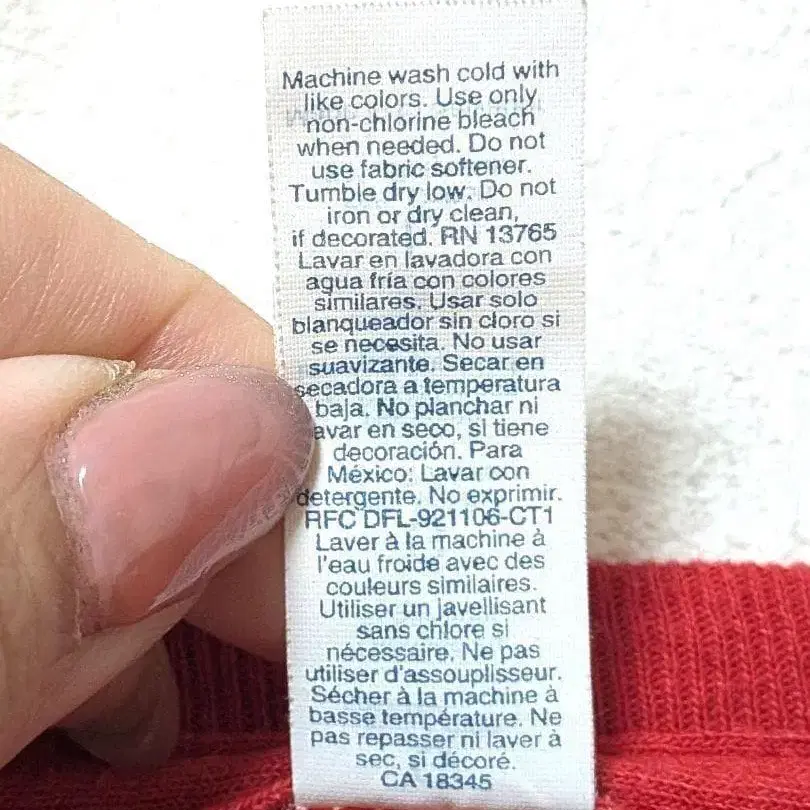 Machine wash cold with
like colors. Use only
non-chlorine bleach
when needed. Do not
use fabric softener.
Tumble dry low. Do not
iron or dry clean,
if decorated. RN 13765
Lavar en lavadora con
agua fría con colores
similares. Usar solo
blanqueador sin cloro si
se necesita. No usar
suavizante. Secar en
secadora a temperatura
baja. No planchar ni
avar en seco, si tiene
decoración. Para
México: Lavar con
detergente. No exprimir.
RFC DFL-921106-CT1
Laver à la machine à
l'eau froide avec des
couleurs similaires.
Utiliser un javellisant
sans chlore si
nécessaire. Ne pas
utiliser d'assouplisseur.
Sécher à la machine à
basse température. Ne
pas repasser ni laver à
sec, si décoré.
CA 18345